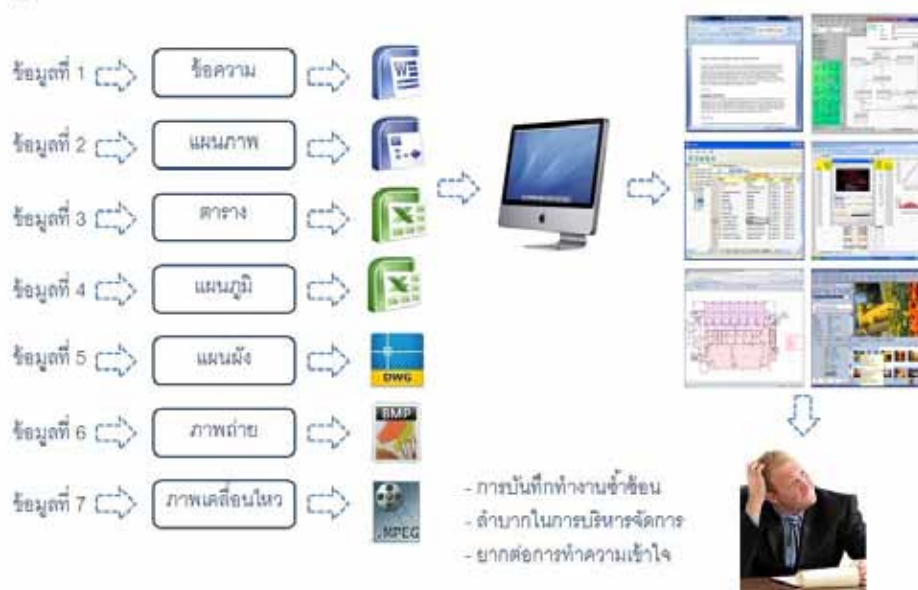 ข้อมูลที่ 1 ข้อความ W
ข้อมูลที่ 2 แผนภาพ
ข้อมูลที่ 3 ตาราง X
ข้อมูลที่ 4 แผนภูมิ X
ข้อมูลที่ 5 แผนผัง DWG
ข้อมูลที่ 6 ภาพถ่าย BMP
ข้อมูลที่ 7 ภาพเคลื่อนไหว .MPEG
- การบันทึกทำงานซ้ำซ้อน
- ลำบากในการบริหารจัดการ
- ยากต่อการทำความเข้าใจ